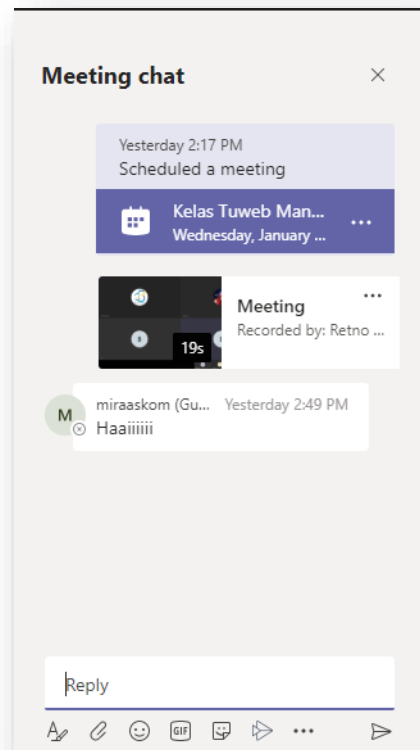 Meeting chat
Yesterday 2:17 PM
Scheduled a meeting
Kelas Tuweb Man...
Wednesday, January ...
Meeting
Recorded by: Retno ...
19s
M
miraaskom (Gu... Yesterday 2:49 PM
Haaiiiiii
Reply
GIF